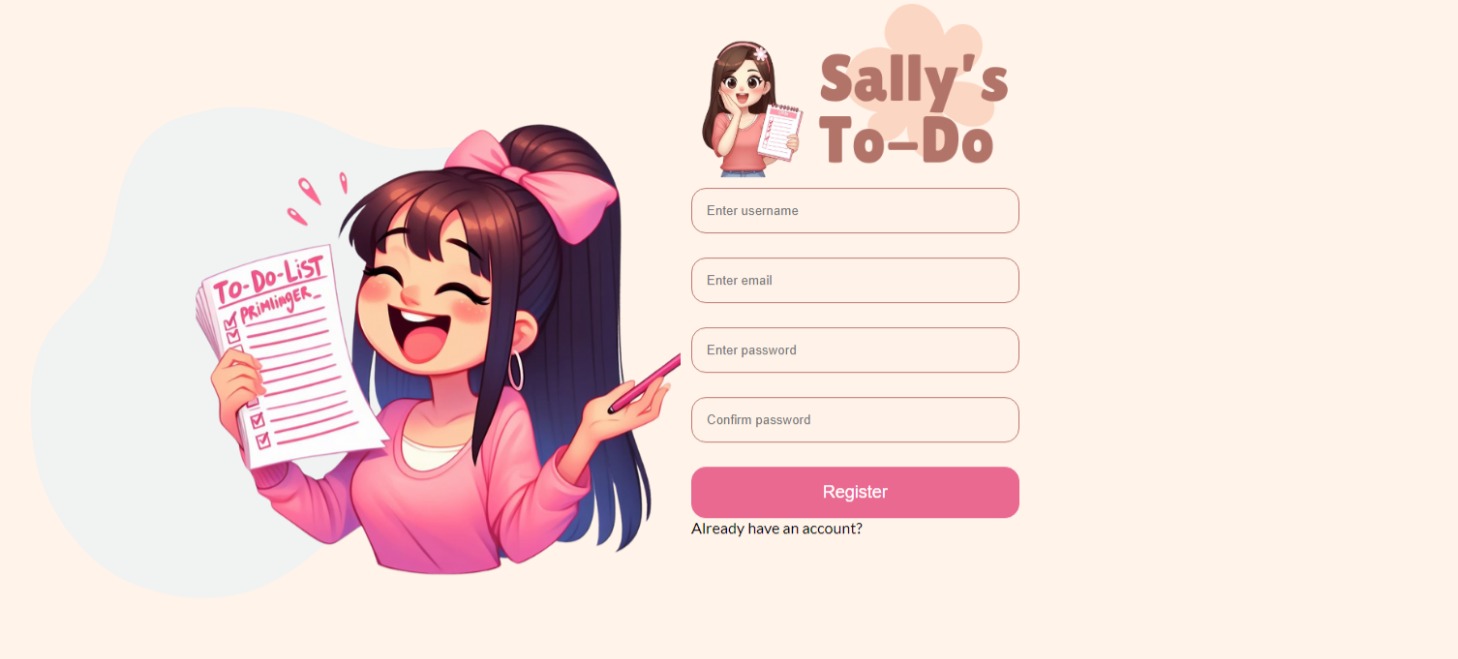 TO-DO-LiST
PRiMlinGER_
Sally's
To-Do
Enter username
Enter email
Enter password
Confirm password
Register
Already have an account?